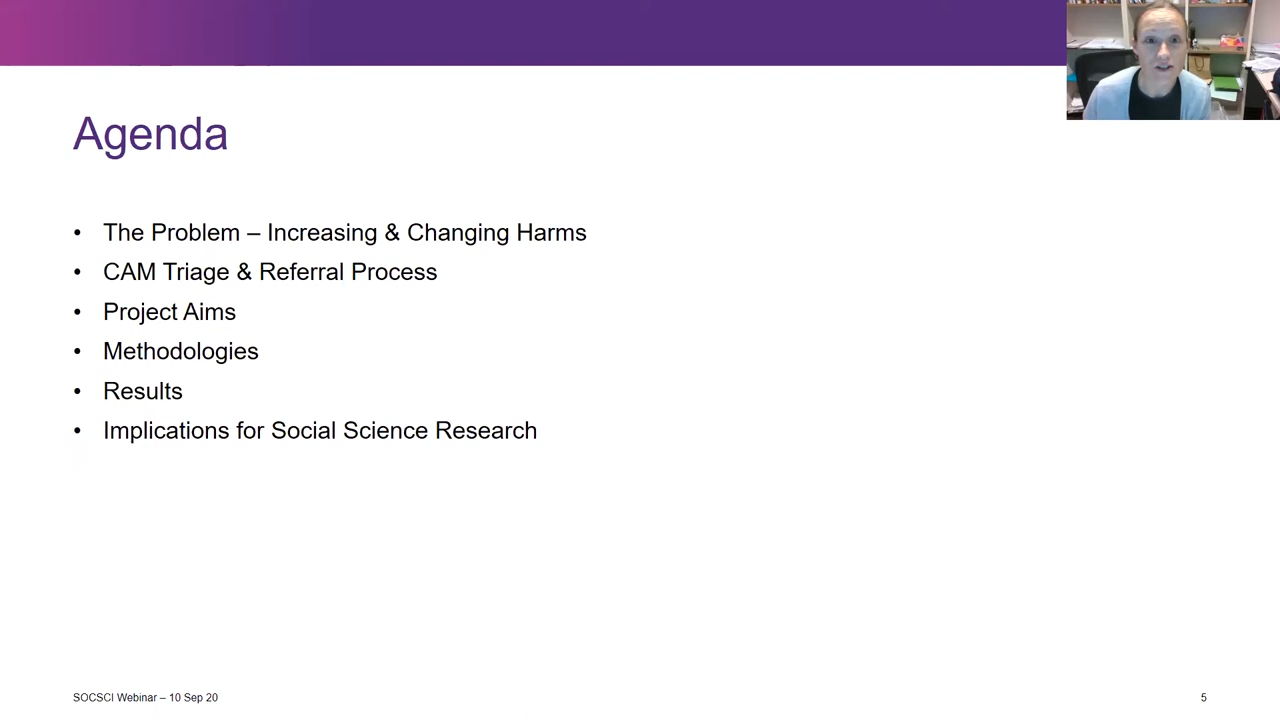 Agenda
• The Problem – Increasing & Changing Harms
• CAM Triage & Referral Process
• Project Aims
• Methodologies
• Results
• Implications for Social Science Research
SOCSCI Webinar – 10 Sep 20
5